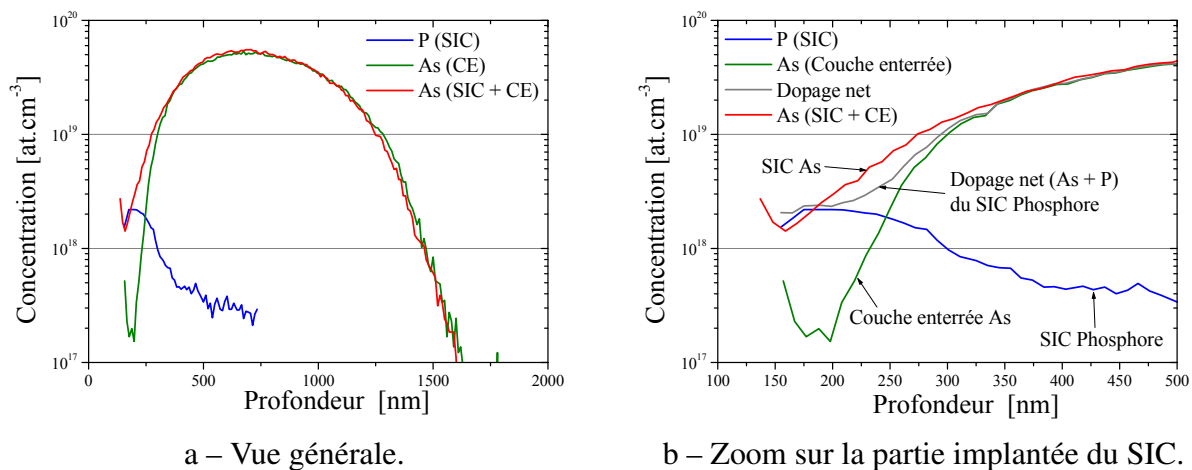 10^20
10^19
10^18
10^17
Concentration [at.cm^-3]
P (SIC)
As (CE)
As (SIC + CE)
0
500
1000
1500
2000
Profondeur [nm]
a – Vue générale.
10^20
10^19
10^18
10^17
Concentration [at.cm^-3]
P (SIC)
As (Couche enterrée)
Dopage net
As (SIC + CE)
SIC As
Dopage net (As + P)
du SIC Phosphore
Couche enterrée As
SIC Phosphore
100
150
200
250
300
350
400
450
500
Profondeur [nm]
b – Zoom sur la partie implantée du SIC.